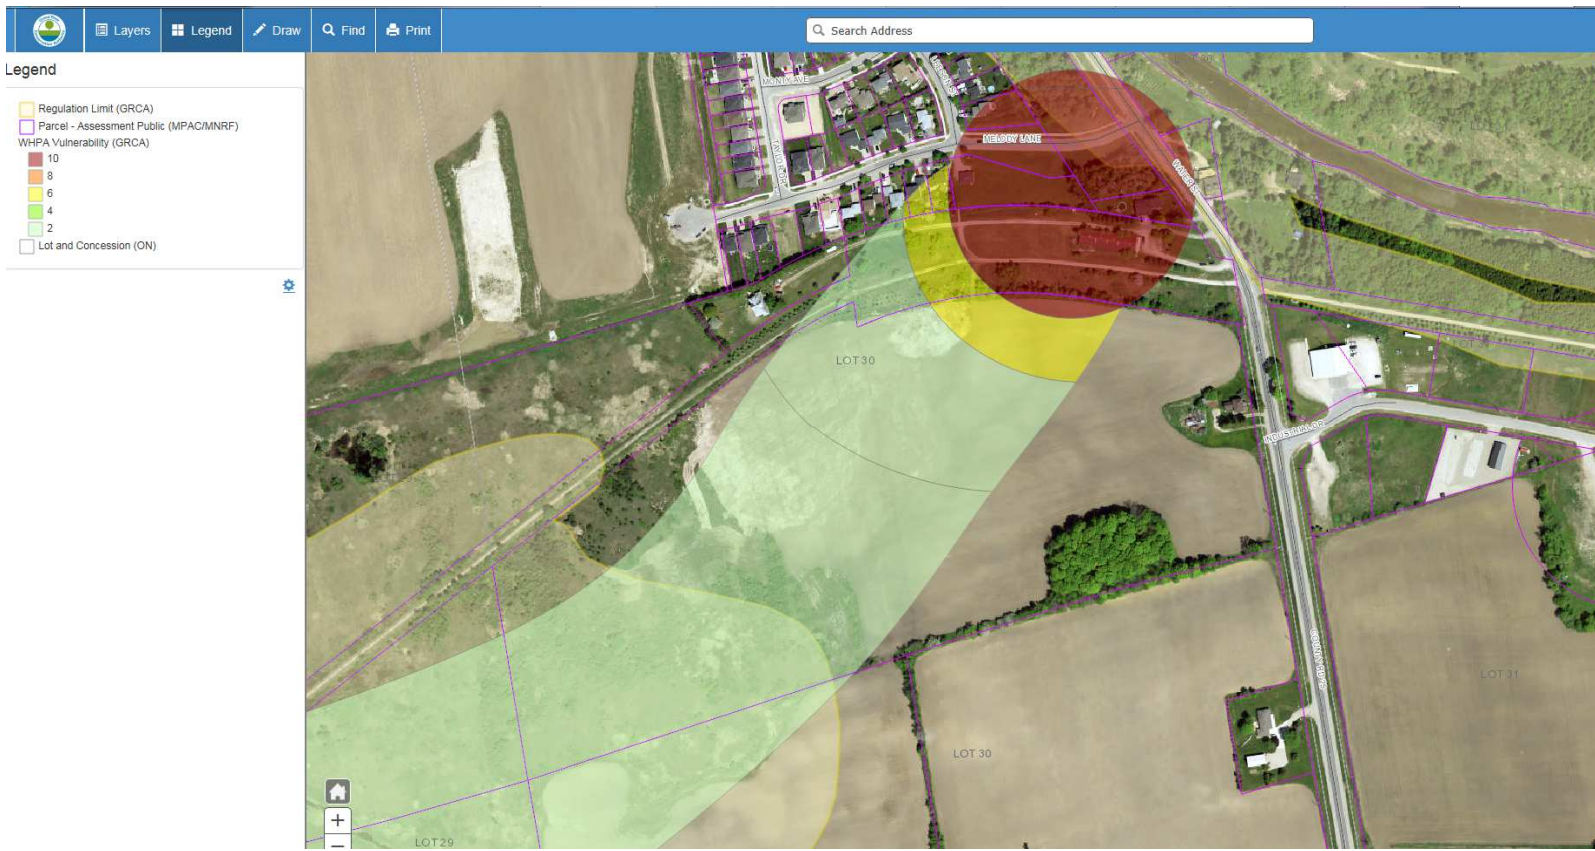 Layers
Legend
Draw
Find
Print
Search Address
Legend
Regulation Limit (GRCA)
Parcel - Assessment Public (MPAC/MNRF)
WHPA Vulnerability (GRCA)
10
8
6
4
2
Lot and Concession (ON)
MELODY LANE
WATER ST
LOT 30
INDUSTRIAL DR
LOT 31
LOT 30
LOT 29
+
−